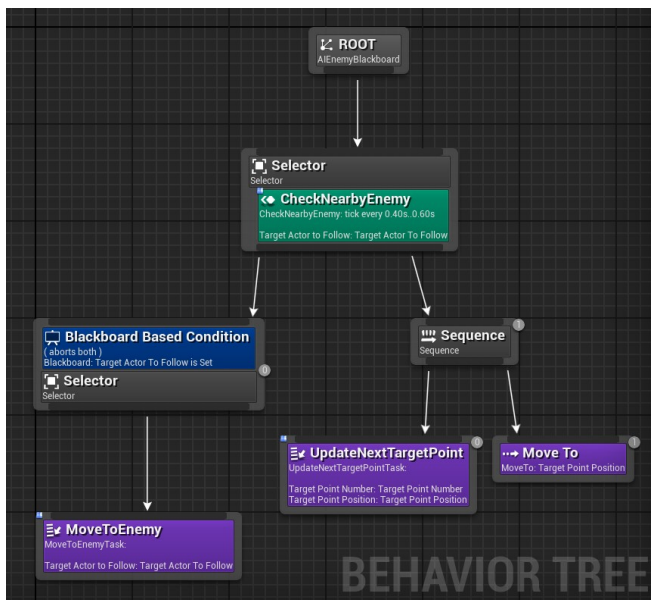 ROOT
AIEnemyBlackboard
Selector
Selector
CheckNearbyEnemy
CheckNearbyEnemy: tick every 0.40s..0.60s
Target Actor to Follow: Target Actor To Follow
Blackboard Based Condition
( aborts both )
Blackboard: Target Actor To Follow is Set
0
Selector
Selector
1
Sequence
Sequence
MoveToEnemy
MoveToEnemyTask:
Target Actor to Follow: Target Actor To Follow
0
UpdateNextTargetPoint
UpdateNextTargetPointTask:
Target Point Number: Target Point Number
Target Point Position: Target Point Position
1
Move To
MoveTo: Target Point Position
BEHAVIOR TREE